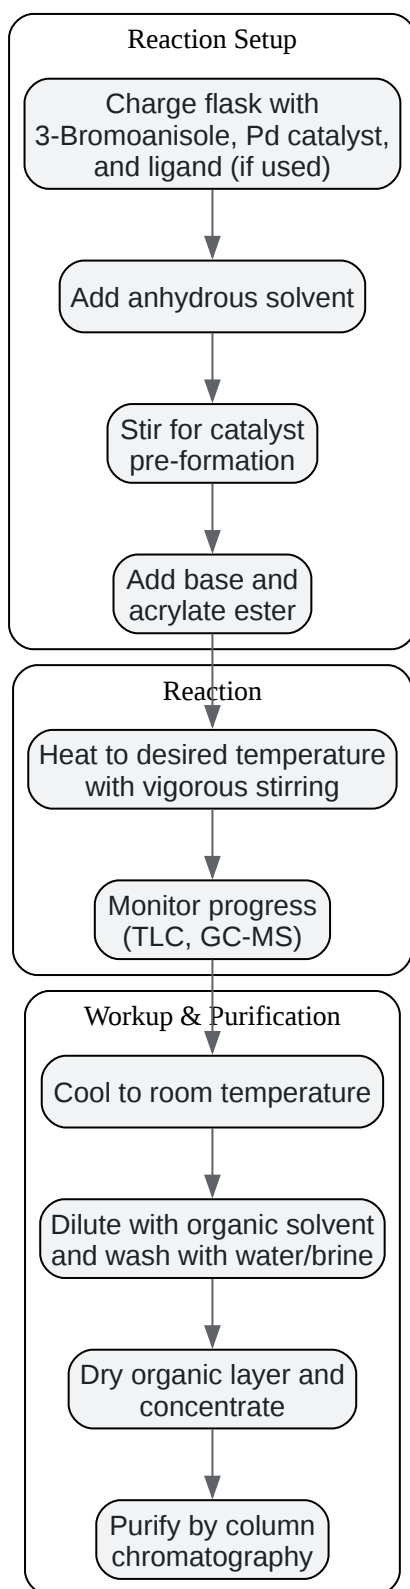 Reaction Setup
Charge flask with
3-Bromoanisole, Pd catalyst,
and ligand (if used)
Add anhydrous solvent
Stir for catalyst
pre-formation
Add base and
acrylate ester
Reaction
Heat to desired temperature
with vigorous stirring
Monitor progress
(TLC, GC-MS)
Workup & Purification
Cool to room temperature
Dilute with organic solvent
and wash with water/brine
Dry organic layer and
concentrate
Purify by column
chromatography